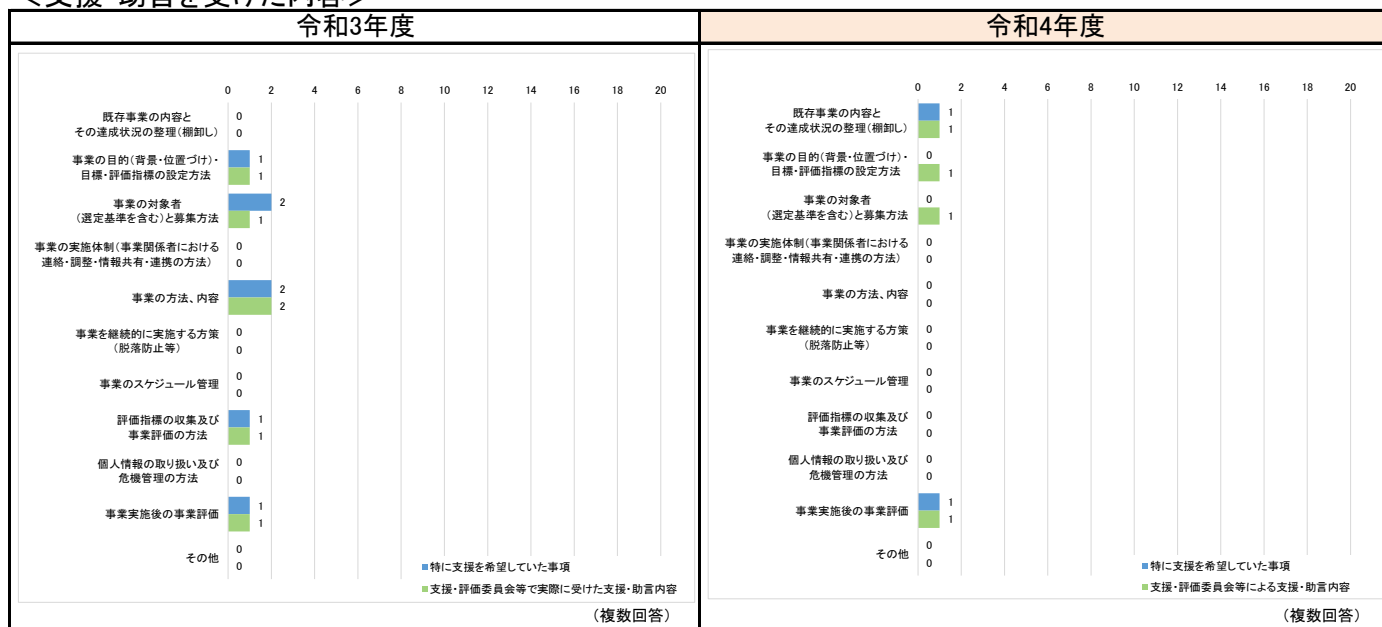 ＜支援・助言を受けた内容＞
令和3年度
0 2 4 6 8 10 12 14 16 18 20
既存事業の内容と
その達成状況の整理（棚卸し）
0
0
事業の目的（背景・位置づけ）・
目標・評価指標の設定方法
1
1
事業の対象者
（選定基準を含む）と募集方法
2
1
事業の実施体制（事業関係者における
連絡・調整・情報共有・連携の方法）
0
0
事業の方法、内容
2
2
事業を継続的に実施する方策
（脱落防止等）
0
0
事業のスケジュール管理
0
0
評価指標の収集及び
事業評価の方法
1
1
個人情報の取り扱い及び
危機管理の方法
0
0
事業実施後の事業評価
1
1
その他
0
0
■特に支援を希望していた事項
■支援・評価委員会等で実際に受けた支援・助言内容
（複数回答）
令和4年度
0 2 4 6 8 10 12 14 16 18 20
既存事業の内容と
その達成状況の整理（棚卸し）
1
1
事業の目的（背景・位置づけ）・
目標・評価指標の設定方法
0
1
事業の対象者
（選定基準を含む）と募集方法
0
1
事業の実施体制（事業関係者における
連絡・調整・情報共有・連携の方法）
0
0
事業の方法、内容
0
0
事業を継続的に実施する方策
（脱落防止等）
0
0
事業のスケジュール管理
0
0
評価指標の収集及び
事業評価の方法
0
0
個人情報の取り扱い及び
危機管理の方法
0
0
事業実施後の事業評価
1
1
その他
0
0
■特に支援を希望していた事項
■支援・評価委員会等による支援・助言内容
（複数回答）